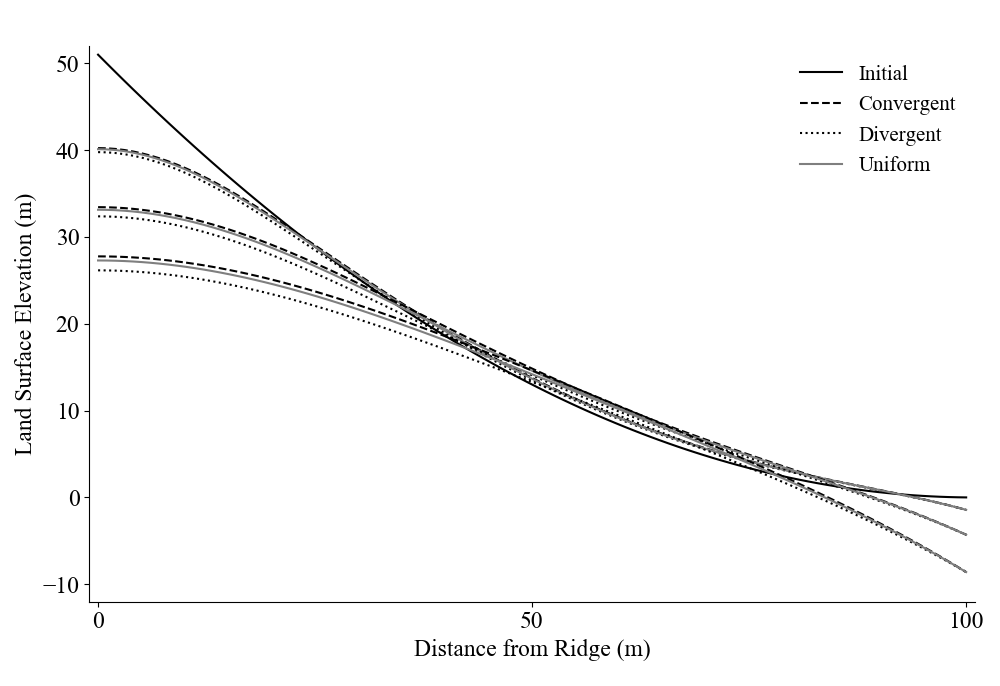 50
40
30
20
10
0
−10
Land Surface Elevation (m)
Initial
Convergent
Divergent
Uniform
0
50
100
Distance from Ridge (m)